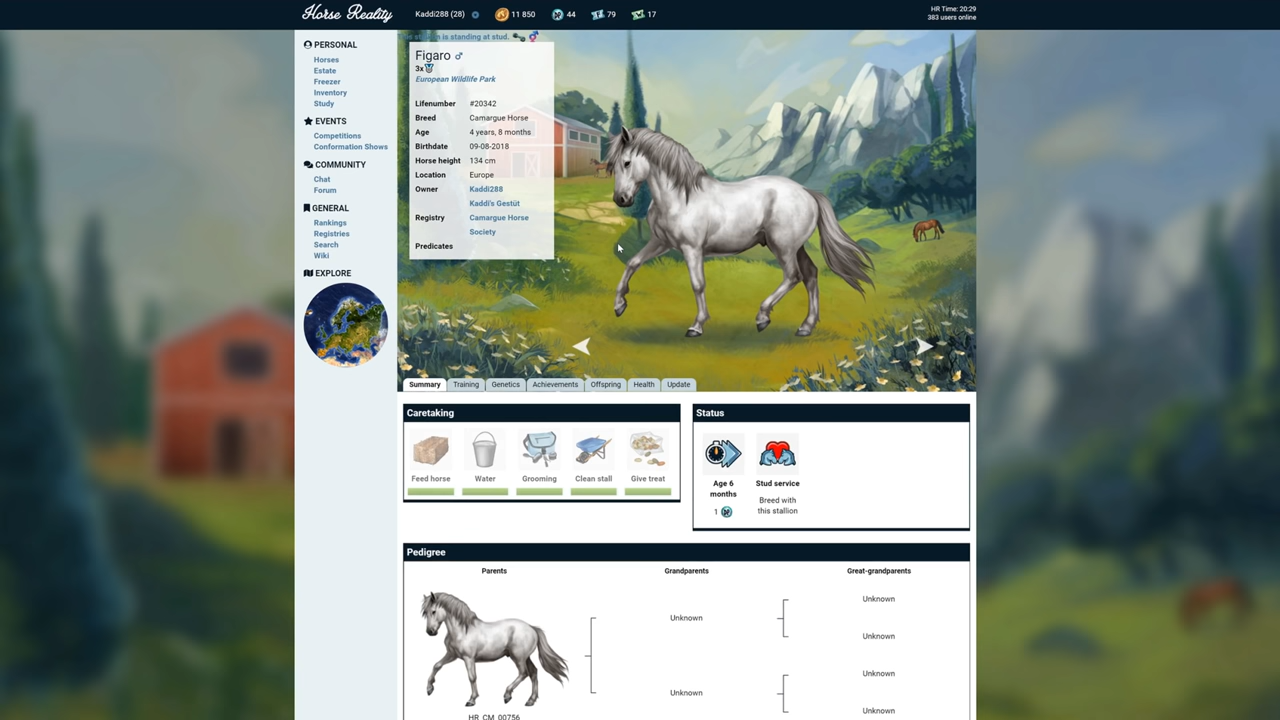 Horse Reality
Kaddi288 (28)
11 850
44
79
17
HR Time: 20:29
383 users online
PERSONAL
Horses
Estate
Freezer
Inventory
Study
EVENTS
Competitions
Conformation Shows
COMMUNITY
Chat
Forum
GENERAL
Rankings
Registries
Search
Wiki
EXPLORE
stallion is standing at stud.
Figaro
3x
European Wildlife Park
Lifenumber #20342
Breed Camargue Horse
Age 4 years, 8 months
Birthdate 09-08-2018
Horse height 134 cm
Location Europe
Owner Kaddi288
Kaddi's Gestüt
Registry Camargue Horse
Society
Predicates
Summary Training Genetics Achievements Offspring Health Update
Caretaking
Feed horse Water Grooming Clean stall Give treat
Status
Age 6
months
1
Stud service
Breed with
this stallion
Pedigree
Parents Grandparents Great-grandparents
Unknown
Unknown
Unknown
Unknown
Unknown
Unknown
HR_CM_00756